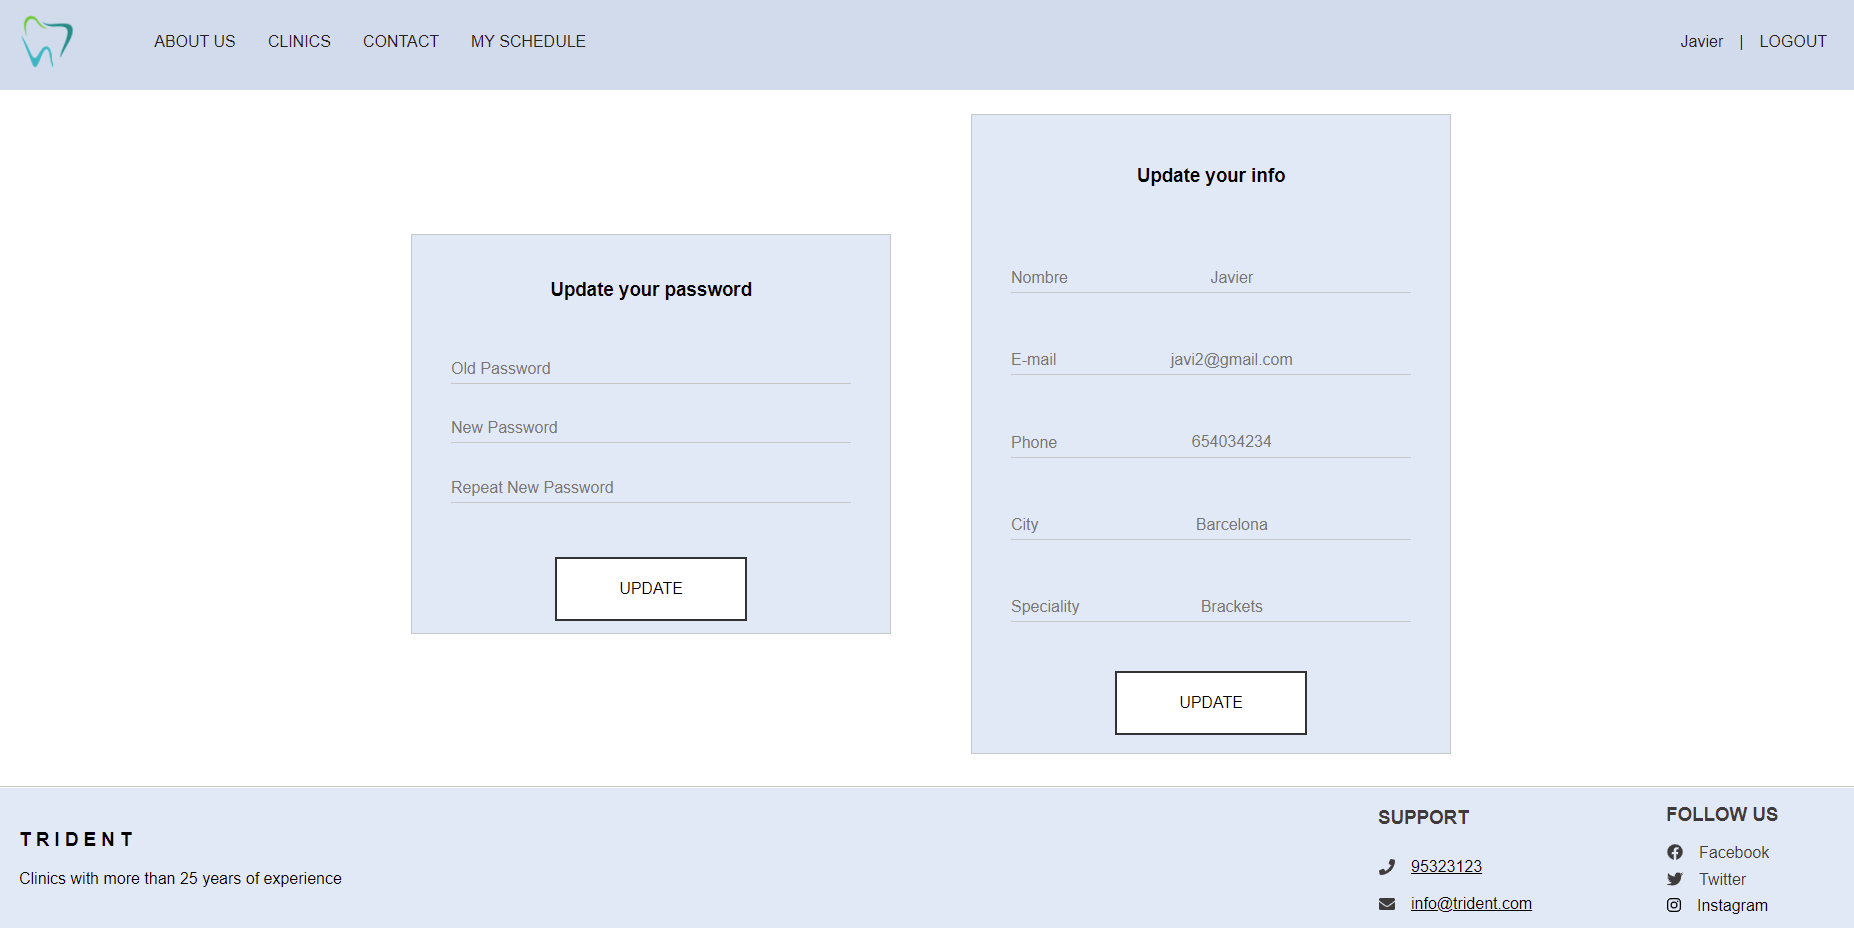 ABOUT US CLINICS CONTACT MY SCHEDULE Javier | LOGOUT
Update your password
Old Password
New Password
Repeat New Password
UPDATE
Update your info
Nombre Javier
E-mail javi2@gmail.com
Phone 654034234
City Barcelona
Speciality Brackets
UPDATE
TRIDENT
Clinics with more than 25 years of experience
SUPPORT
95323123
info@trident.com
FOLLOW US
Facebook
Twitter
Instagram